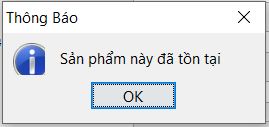 Thông Báo
Sản phẩm này đã tồn tại
OK